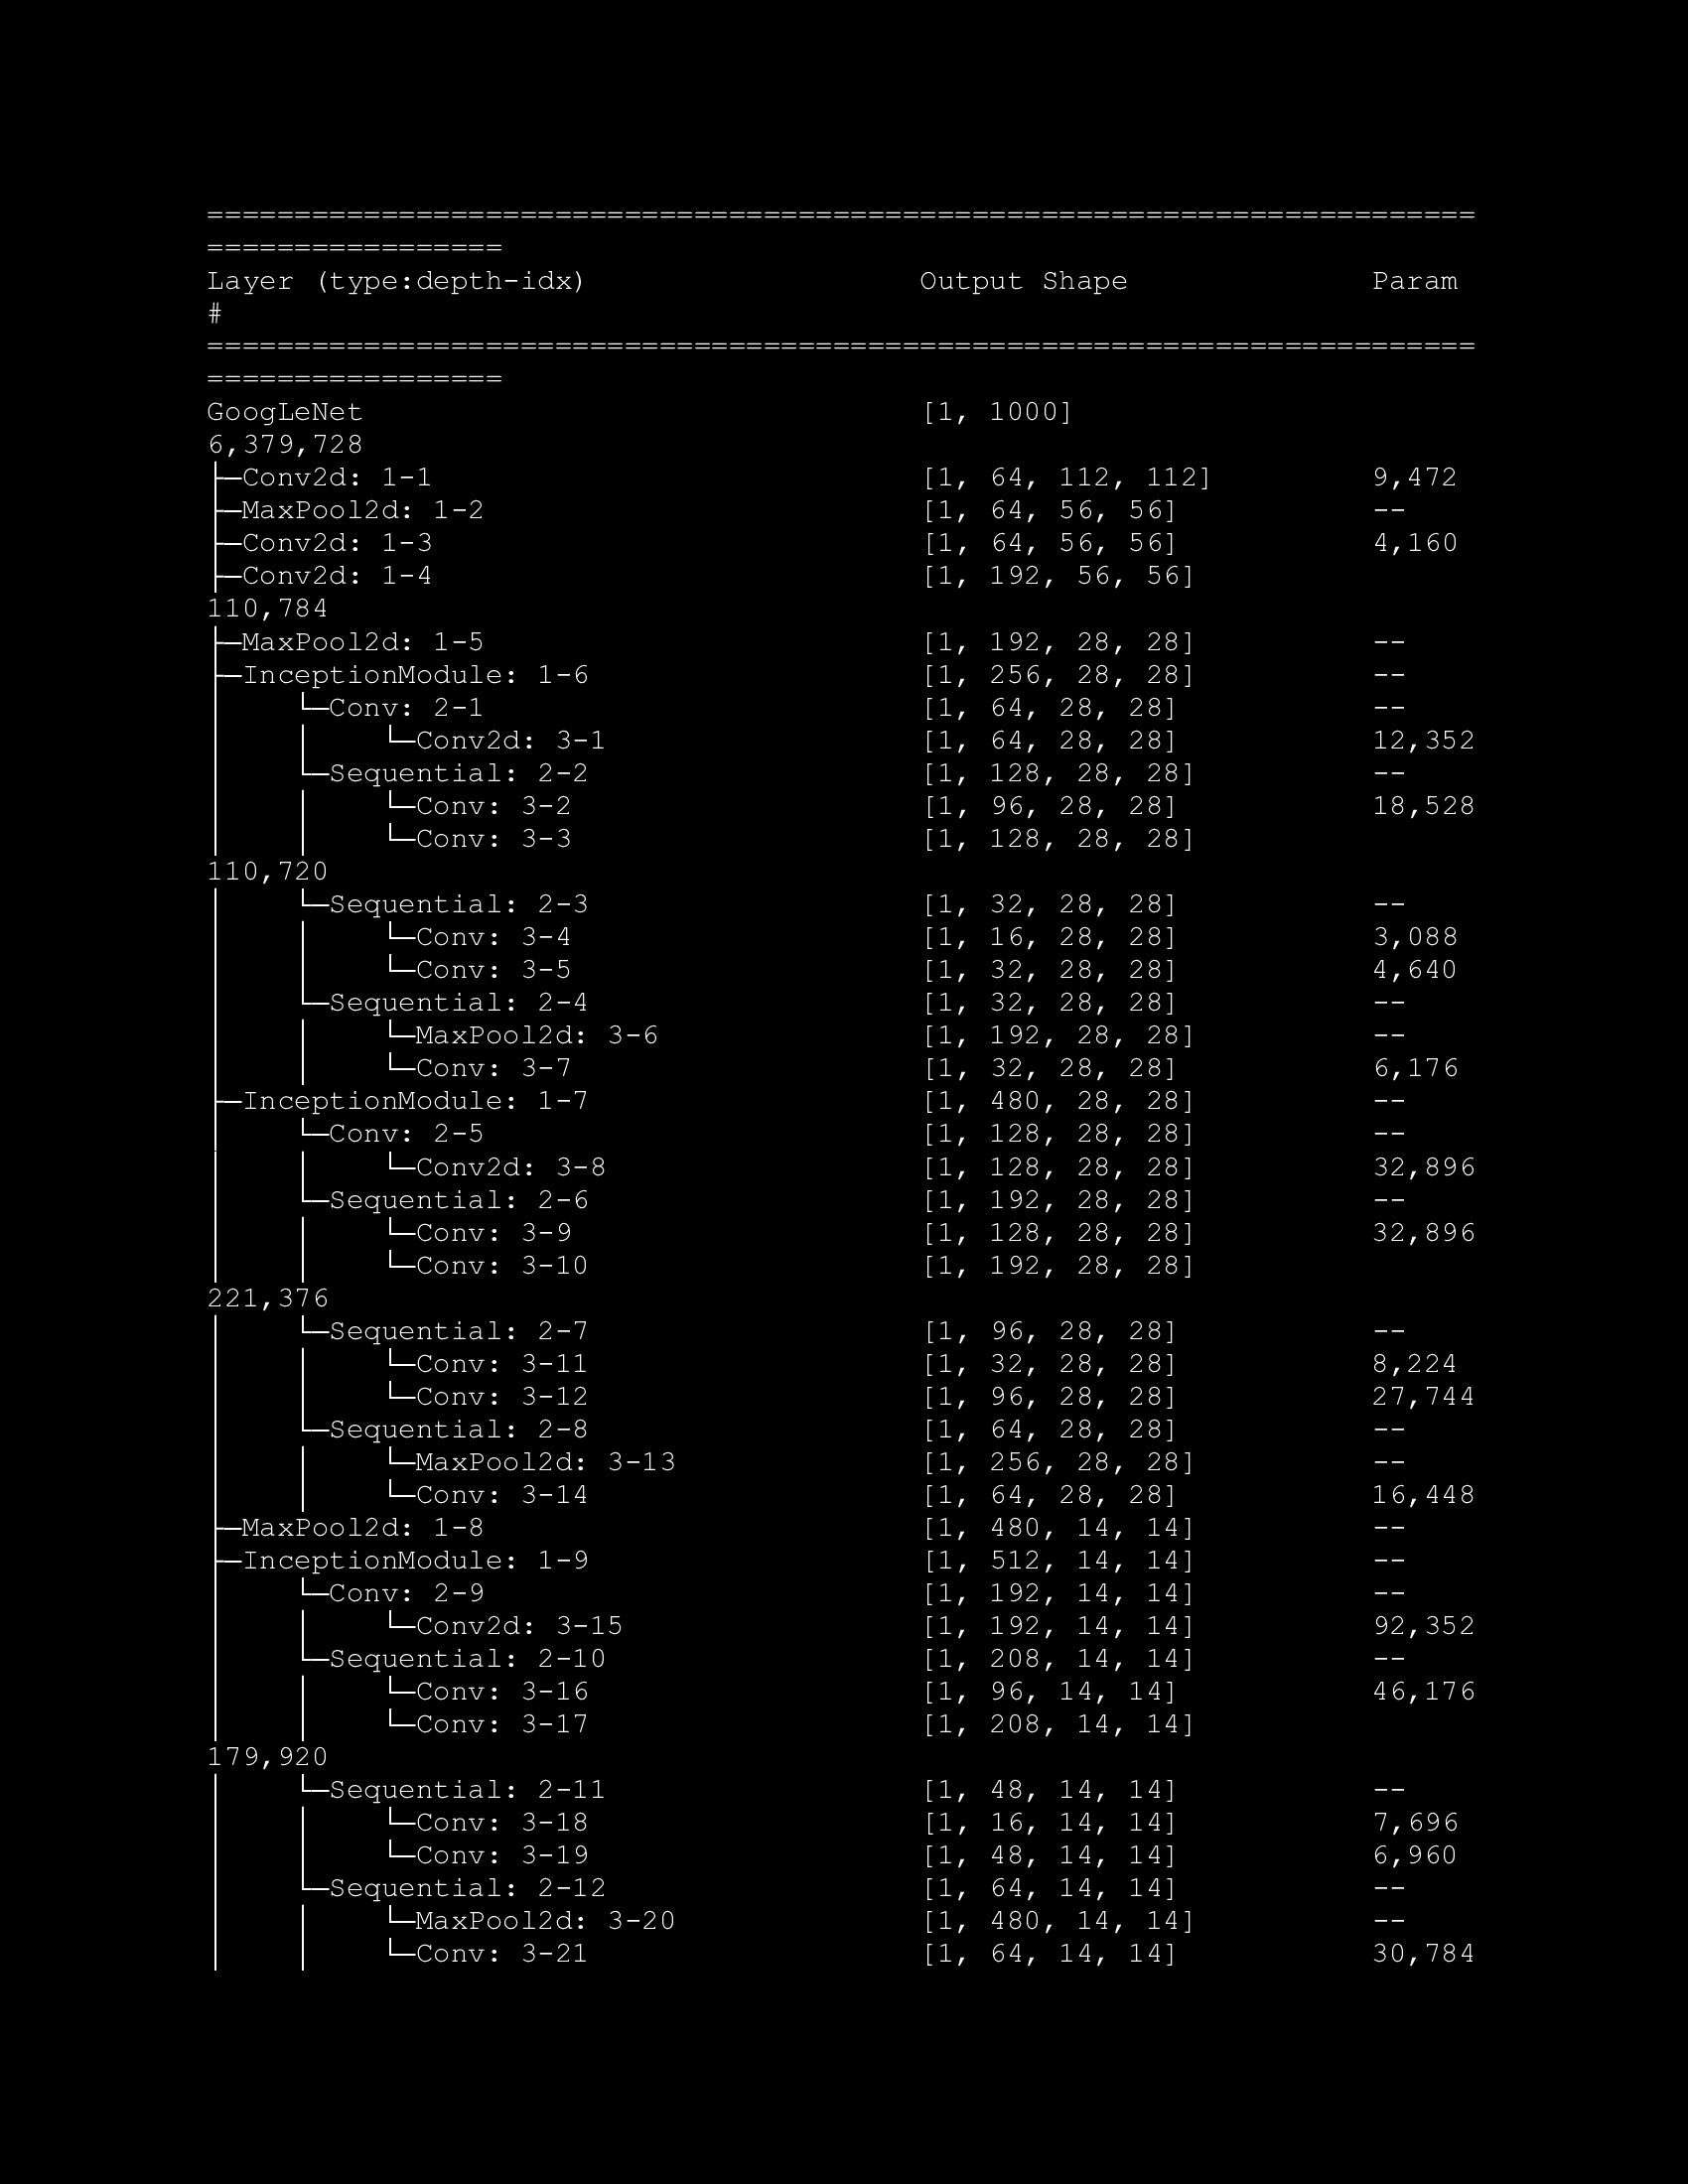 =========================================================================
=================
Layer (type:depth-idx)                   Output Shape              Param
#
=========================================================================
=================
GoogLeNet                                [1, 1000]
6,379,728
├─Conv2d: 1-1                            [1, 64, 112, 112]         9,472
├─MaxPool2d: 1-2                         [1, 64, 56, 56]           --
├─Conv2d: 1-3                            [1, 64, 56, 56]           4,160
├─Conv2d: 1-4                            [1, 192, 56, 56]
110,784
├─MaxPool2d: 1-5                         [1, 192, 28, 28]          --
├─InceptionModule: 1-6                   [1, 256, 28, 28]          --
│    └─Conv: 2-1                         [1, 64, 28, 28]           --
│    │    └─Conv2d: 3-1                  [1, 64, 28, 28]           12,352
│    └─Sequential: 2-2                   [1, 128, 28, 28]          --
│    │    └─Conv: 3-2                    [1, 96, 28, 28]           18,528
│    │    └─Conv: 3-3                    [1, 128, 28, 28]
110,720
│    └─Sequential: 2-3                   [1, 32, 28, 28]           --
│    │    └─Conv: 3-4                    [1, 16, 28, 28]           3,088
│    │    └─Conv: 3-5                    [1, 32, 28, 28]           4,640
│    └─Sequential: 2-4                   [1, 32, 28, 28]           --
│    │    └─MaxPool2d: 3-6               [1, 192, 28, 28]          --
│    │    └─Conv: 3-7                    [1, 32, 28, 28]           6,176
├─InceptionModule: 1-7                   [1, 480, 28, 28]          --
│    └─Conv: 2-5                         [1, 128, 28, 28]          --
│    │    └─Conv2d: 3-8                  [1, 128, 28, 28]          32,896
│    └─Sequential: 2-6                   [1, 192, 28, 28]          --
│    │    └─Conv: 3-9                    [1, 128, 28, 28]          32,896
│    │    └─Conv: 3-10                   [1, 192, 28, 28]
221,376
│    └─Sequential: 2-7                   [1, 96, 28, 28]           --
│    │    └─Conv: 3-11                   [1, 32, 28, 28]           8,224
│    │    └─Conv: 3-12                   [1, 96, 28, 28]           27,744
│    └─Sequential: 2-8                   [1, 64, 28, 28]           --
│    │    └─MaxPool2d: 3-13              [1, 256, 28, 28]          --
│    │    └─Conv: 3-14                   [1, 64, 28, 28]           16,448
├─MaxPool2d: 1-8                         [1, 480, 14, 14]          --
├─InceptionModule: 1-9                   [1, 512, 14, 14]          --
│    └─Conv: 2-9                         [1, 192, 14, 14]          --
│    │    └─Conv2d: 3-15                 [1, 192, 14, 14]          92,352
│    └─Sequential: 2-10                  [1, 208, 14, 14]          --
│    │    └─Conv: 3-16                   [1, 96, 14, 14]           46,176
│    │    └─Conv: 3-17                   [1, 208, 14, 14]
179,920
│    └─Sequential: 2-11                  [1, 48, 14, 14]           --
│    │    └─Conv: 3-18                   [1, 16, 14, 14]           7,696
│    │    └─Conv: 3-19                   [1, 48, 14, 14]           6,960
│    └─Sequential: 2-12                  [1, 64, 14, 14]           --
│    │    └─MaxPool2d: 3-20              [1, 480, 14, 14]          --
│    │    └─Conv: 3-21                   [1, 64, 14, 14]           30,784